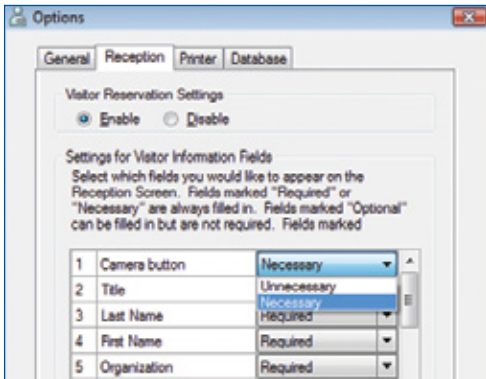 Options
General Reception Printer Database
Visitor Reservation Settings
Enable Disable
Settings for Visitor Information Fields
Select which fields you would like to appear on the
Reception Screen. Fields marked "Required" or
"Necessary" are always filled in. Fields marked "Optional"
can be filled in but are not required. Fields marked
1 Camera button Necessary
Unnecessary
2 Title
Necessary
3 Last Name Required
4 First Name Required
5 Organization Required